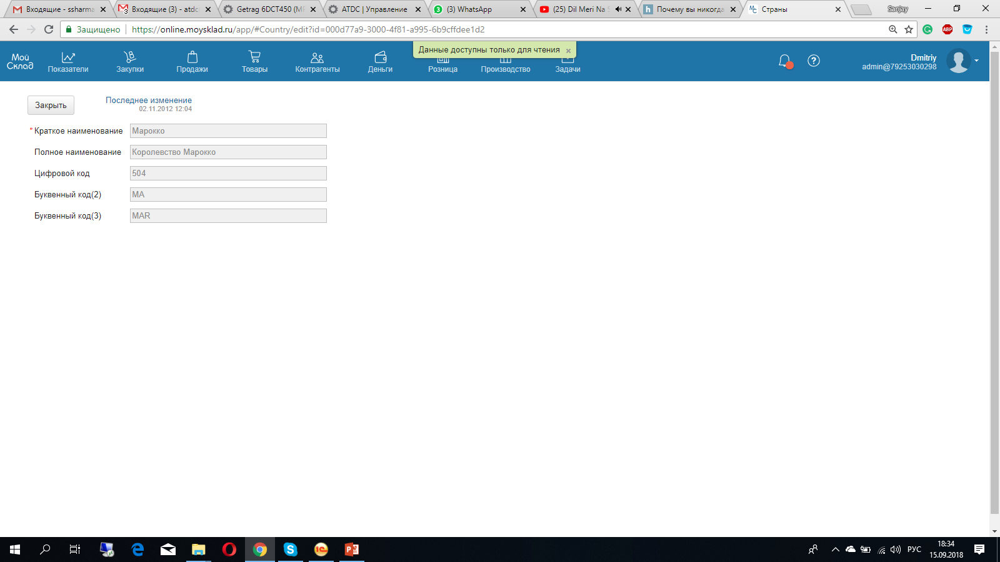 Входящие - ssharma
Входящие (3) - atdc
Getrag 6DCT450 (MP
ATDC | Управление
(3) WhatsApp
(25) Dil Meri Na S
Почему вы никогда
Страны
Sanjay
Защищено
https://online.moysklad.ru/app/#Country/edit?id=000d77a9-3000-4f81-a995-6b9cffdee1d2
ABP
Данные доступны только для чтения
Мой Склад
Показатели
Закупки
Продажи
Товары
Контрагенты
Деньги
Розница
Производство
Задачи
Dmitriy
admin@79253030298
Закрыть
Последнее изменение
02.11.2012 12:04
* Краткое наименование Марокко
Полное наименование Королевство Марокко
Цифровой код 504
Буквенный код(2) MA
Буквенный код(3) MAR
РУС
18:34
15.09.2018